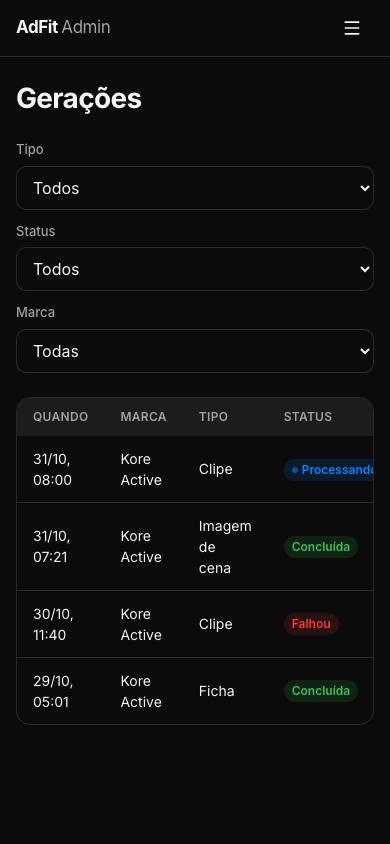 AdFit Admin
Gerações
Tipo
Todos
Status
Todos
Marca
Todas
QUANDO MARCA TIPO STATUS
31/10,
08:00
Kore
Active
Clipe
Processando
31/10,
07:21
Kore
Active
Imagem
de
cena
Concluída
30/10,
11:40
Kore
Active
Clipe
Falhou
29/10,
05:01
Kore
Active
Ficha
Concluída